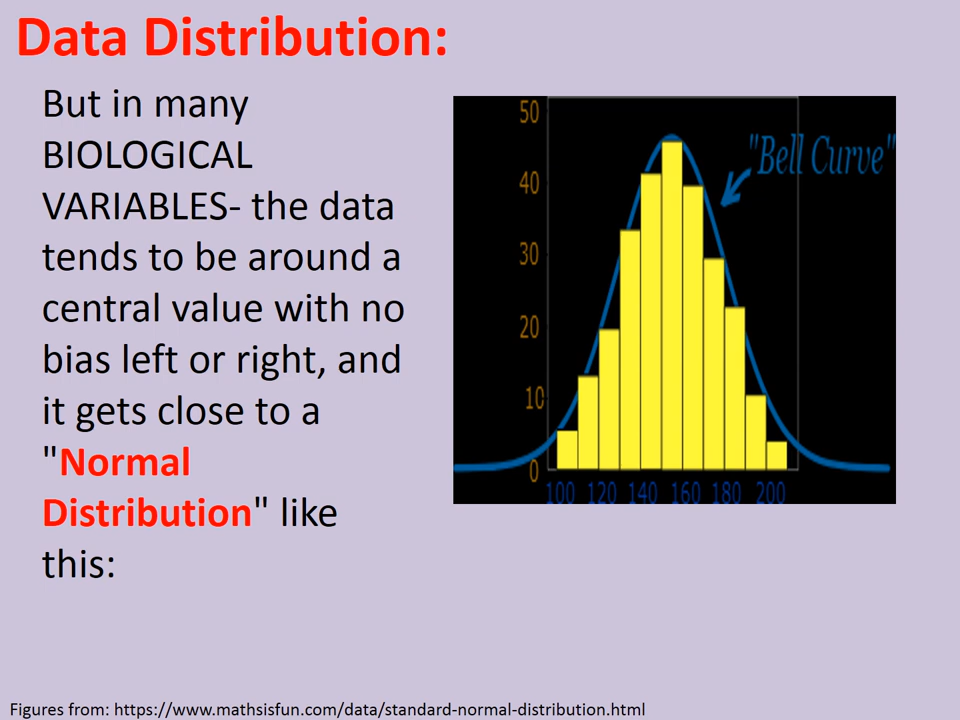 Data Distribution:
But in many
BIOLOGICAL
VARIABLES- the data
tends to be around a
central value with no
bias left or right, and
it gets close to a
"Normal
Distribution" like
this:
50
40
30
20
10
0
"Bell Curve"
100 120 140 160 180 200
Figures from: https://www.mathsisfun.com/data/standard-normal-distribution.html